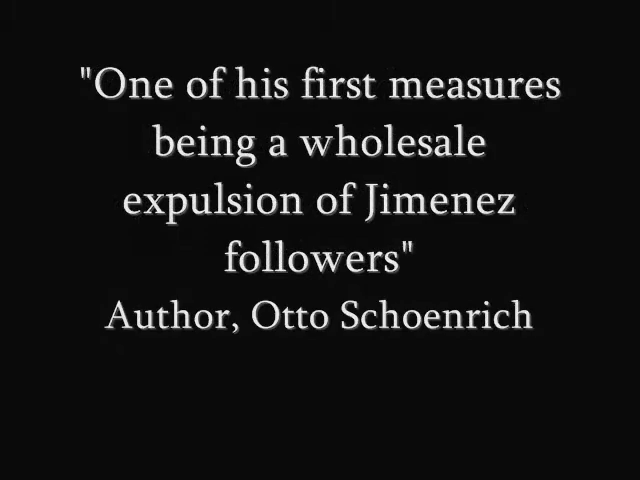 "One of his first measures
being a wholesale
expulsion of Jimenez
followers"
Author, Otto Schoenrich